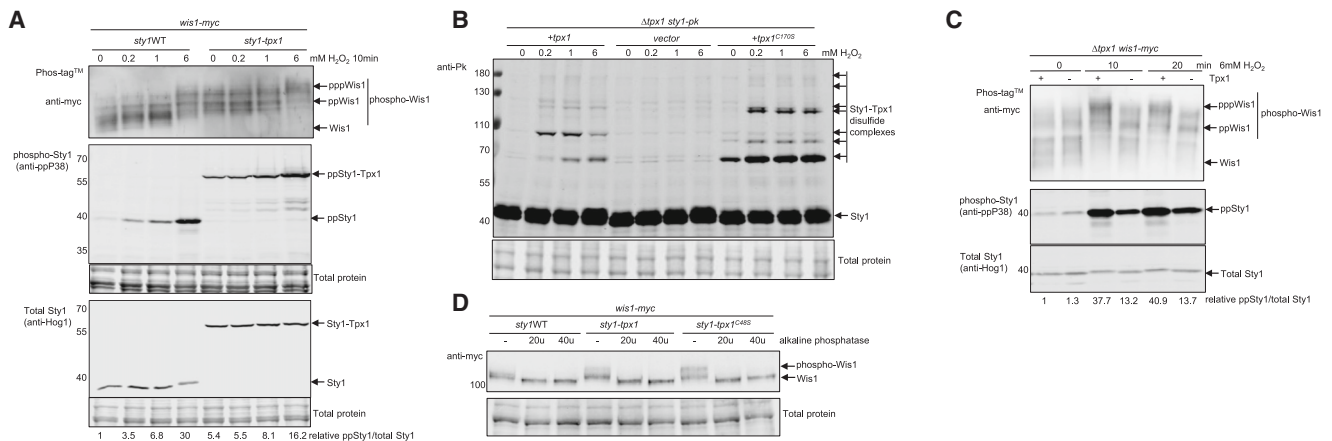 A
wis1-myc
sty1WT sty1-tpx1
0 0.2 1 6 0 0.2 1 6 mM H2O2 10min
Phos-tag™
anti-myc
pppWis1
ppWis1
phospho-Wis1
Wis1
phospho-Sty1
(anti-ppP38)
70
55
40
35
ppSty1-Tpx1
ppSty1
Total protein
Total Sty1
(anti-Hog1)
70
55
40
Sty1-Tpx1
Sty1
Total protein
1 3.5 6.8 30 5.4 5.5 8.1 16.2 relative ppSty1/total Sty1
B
Δtpx1 sty1-pk
+tpx1 vector +tpx1C170S
0 0.2 1 6 0 0.2 1 6 0 0.2 1 6 mM H2O2
anti-Pk
180
130
110
70
55
40
Sty1-Tpx1
disulfide
complexes
Sty1
Total protein
D
wis1-myc
sty1WT sty1-tpx1 sty1-tpx1C48S
- 20u 40u - 20u 40u - 20u 40u alkaline phosphatase
anti-myc
100
phospho-Wis1
Wis1
Total protein
C
Δtpx1 wis1-myc
0 10 20 min 6mM H2O2
+ - + - + - Tpx1
Phos-tag™
anti-myc
pppWis1
ppWis1
phospho-Wis1
Wis1
phospho-Sty1
(anti-ppP38)
40
ppSty1
Total Sty1
(anti-Hog1)
40
Total Sty1
1 1.3 37.7 13.2 40.9 13.7 relative ppSty1/total Sty1